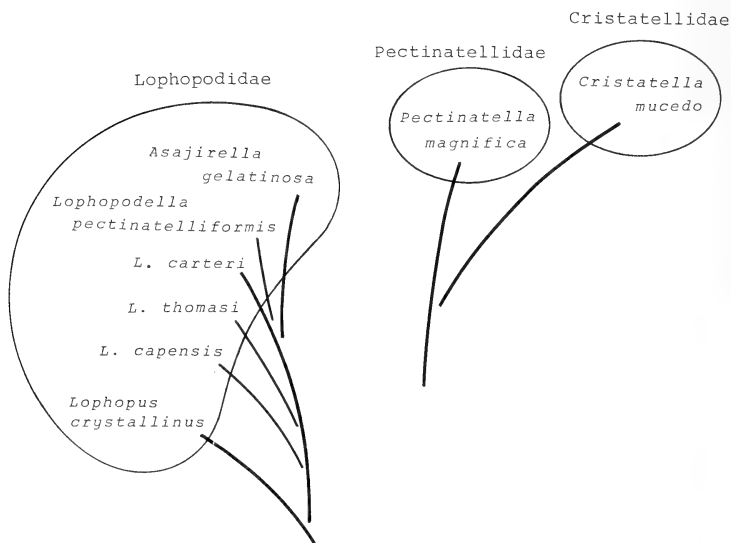 Cristatellidae
Pectinatellidae
Lophopodidae
Cristatella
mucedo
Pectinatella
magnifica
Asajirella
gelatinosa
Lophopodella
pectinatelliformis
L. carteri
L. thomasi
L. capensis
Lophopus
crystallinus